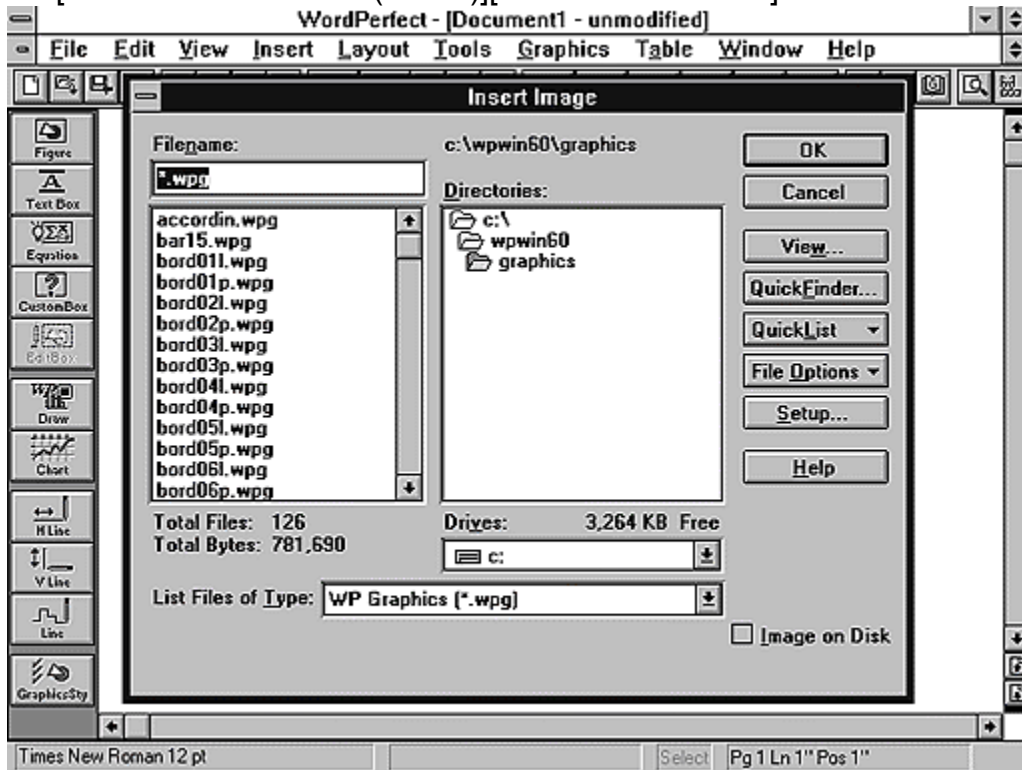 WordPerfect - [Document1 - unmodified]
File Edit View Insert Layout Tools Graphics Table Window Help
Insert Image
Figure
Text Box
Equation
CustomBox
EditBox
Draw
Chart
H Line
V Line
Line
GraphicsSty
Filename:
*.wpg
accordin.wpg
bar15.wpg
bord01l.wpg
bord01p.wpg
bord02l.wpg
bord02p.wpg
bord03l.wpg
bord03p.wpg
bord04l.wpg
bord04p.wpg
bord05l.wpg
bord05p.wpg
bord06l.wpg
bord06p.wpg
Total Files: 126
Total Bytes: 781,690
c:\wpwin60\graphics
Directories:
c:\
wpwin60
graphics
Drives: 3,264 KB Free
c:
List Files of Type: WP Graphics (*.wpg)
OK
Cancel
View...
QuickFinder...
QuickList
File Options
Setup...
Help
Image on Disk
Times New Roman 12 pt Select Pg 1 Ln 1" Pos 1"